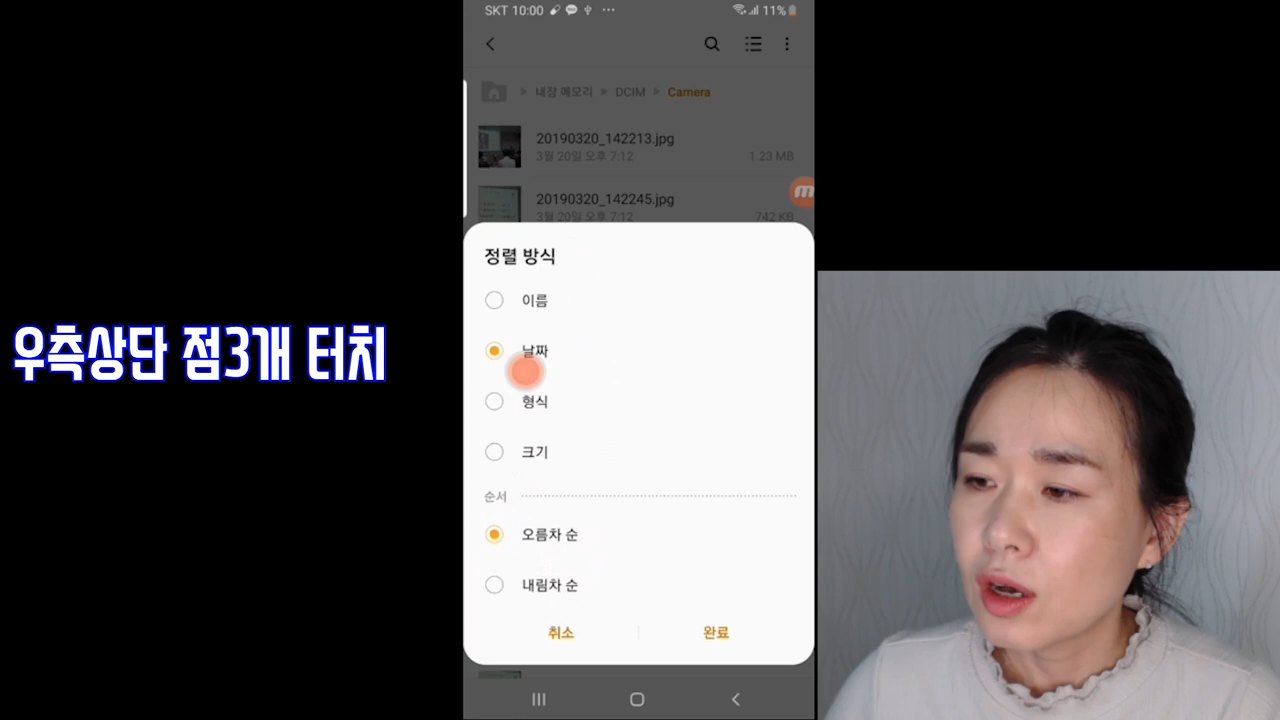 SKT 10:00
11%
내장 메모리 DCIM Camera
20190320_142213.jpg
3월 20일 오후 7:12
1.23 MB
m
20190320_142245.jpg
3월 20일 오후 7:12
742 KB
정렬 방식
이름
날짜
형식
크기
순서
오름차 순
내림차 순
취소
완료
우측상단 점3개 터치